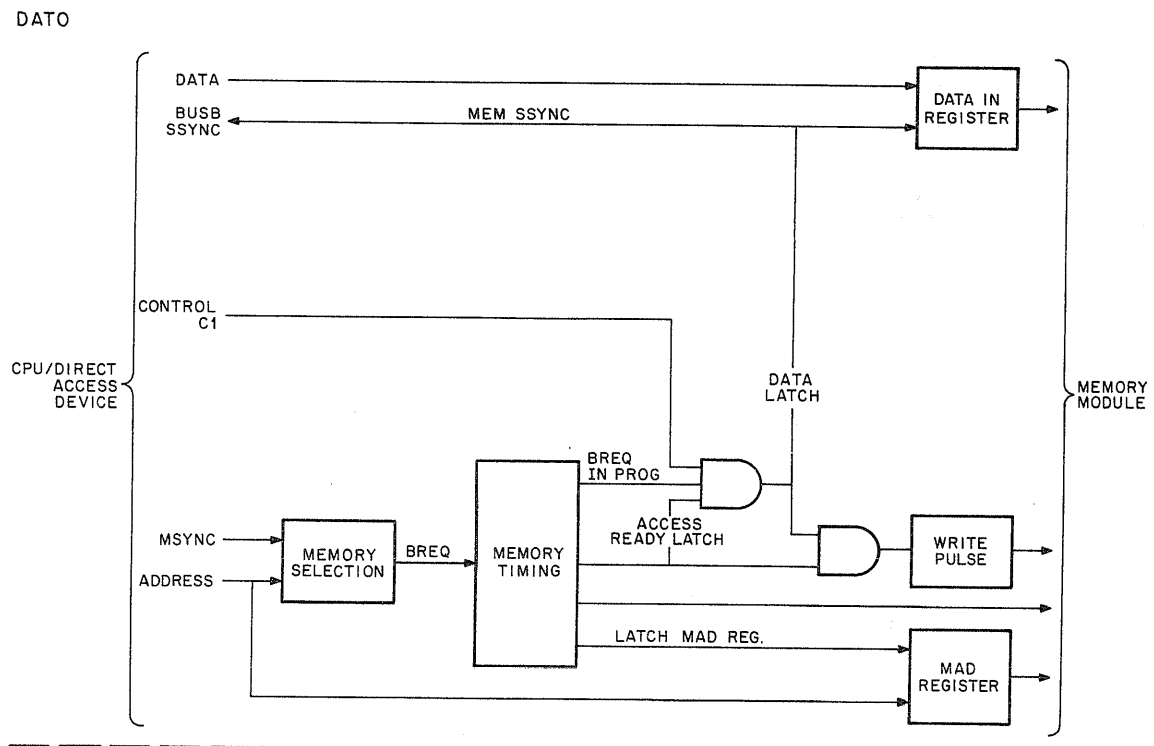 DATO
DATA
BUSB
SSYNC
MEM SSYNC
DATA IN
REGISTER
CONTROL
C1
CPU/DIRECT
ACCESS
DEVICE
DATA
LATCH
MEMORY
MODULE
BREQ
IN PROG
ACCESS
READY LATCH
MSYNC
ADDRESS
MEMORY
SELECTION
BREQ
MEMORY
TIMING
WRITE
PULSE
LATCH MAD REG.
MAD
REGISTER